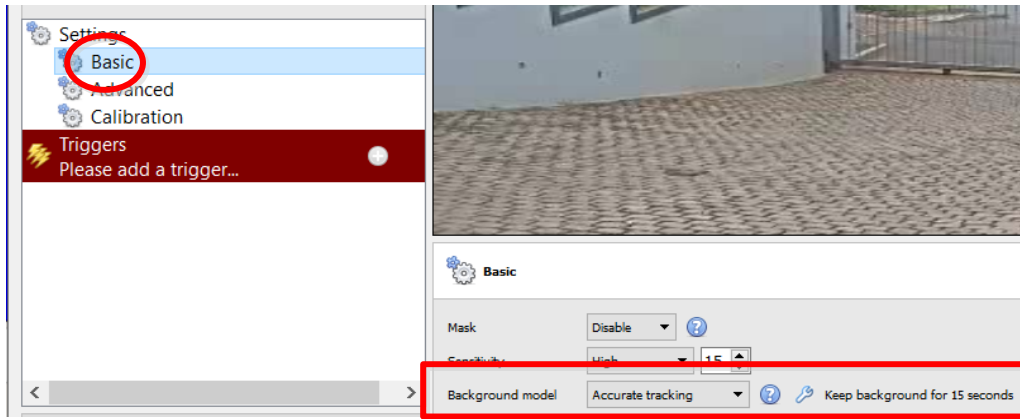 Settings
Basic
Advanced
Calibration
Triggers
Please add a trigger...
Basic
Mask Disable
Sensitivity High 15
Background model Accurate tracking Keep background for 15 seconds